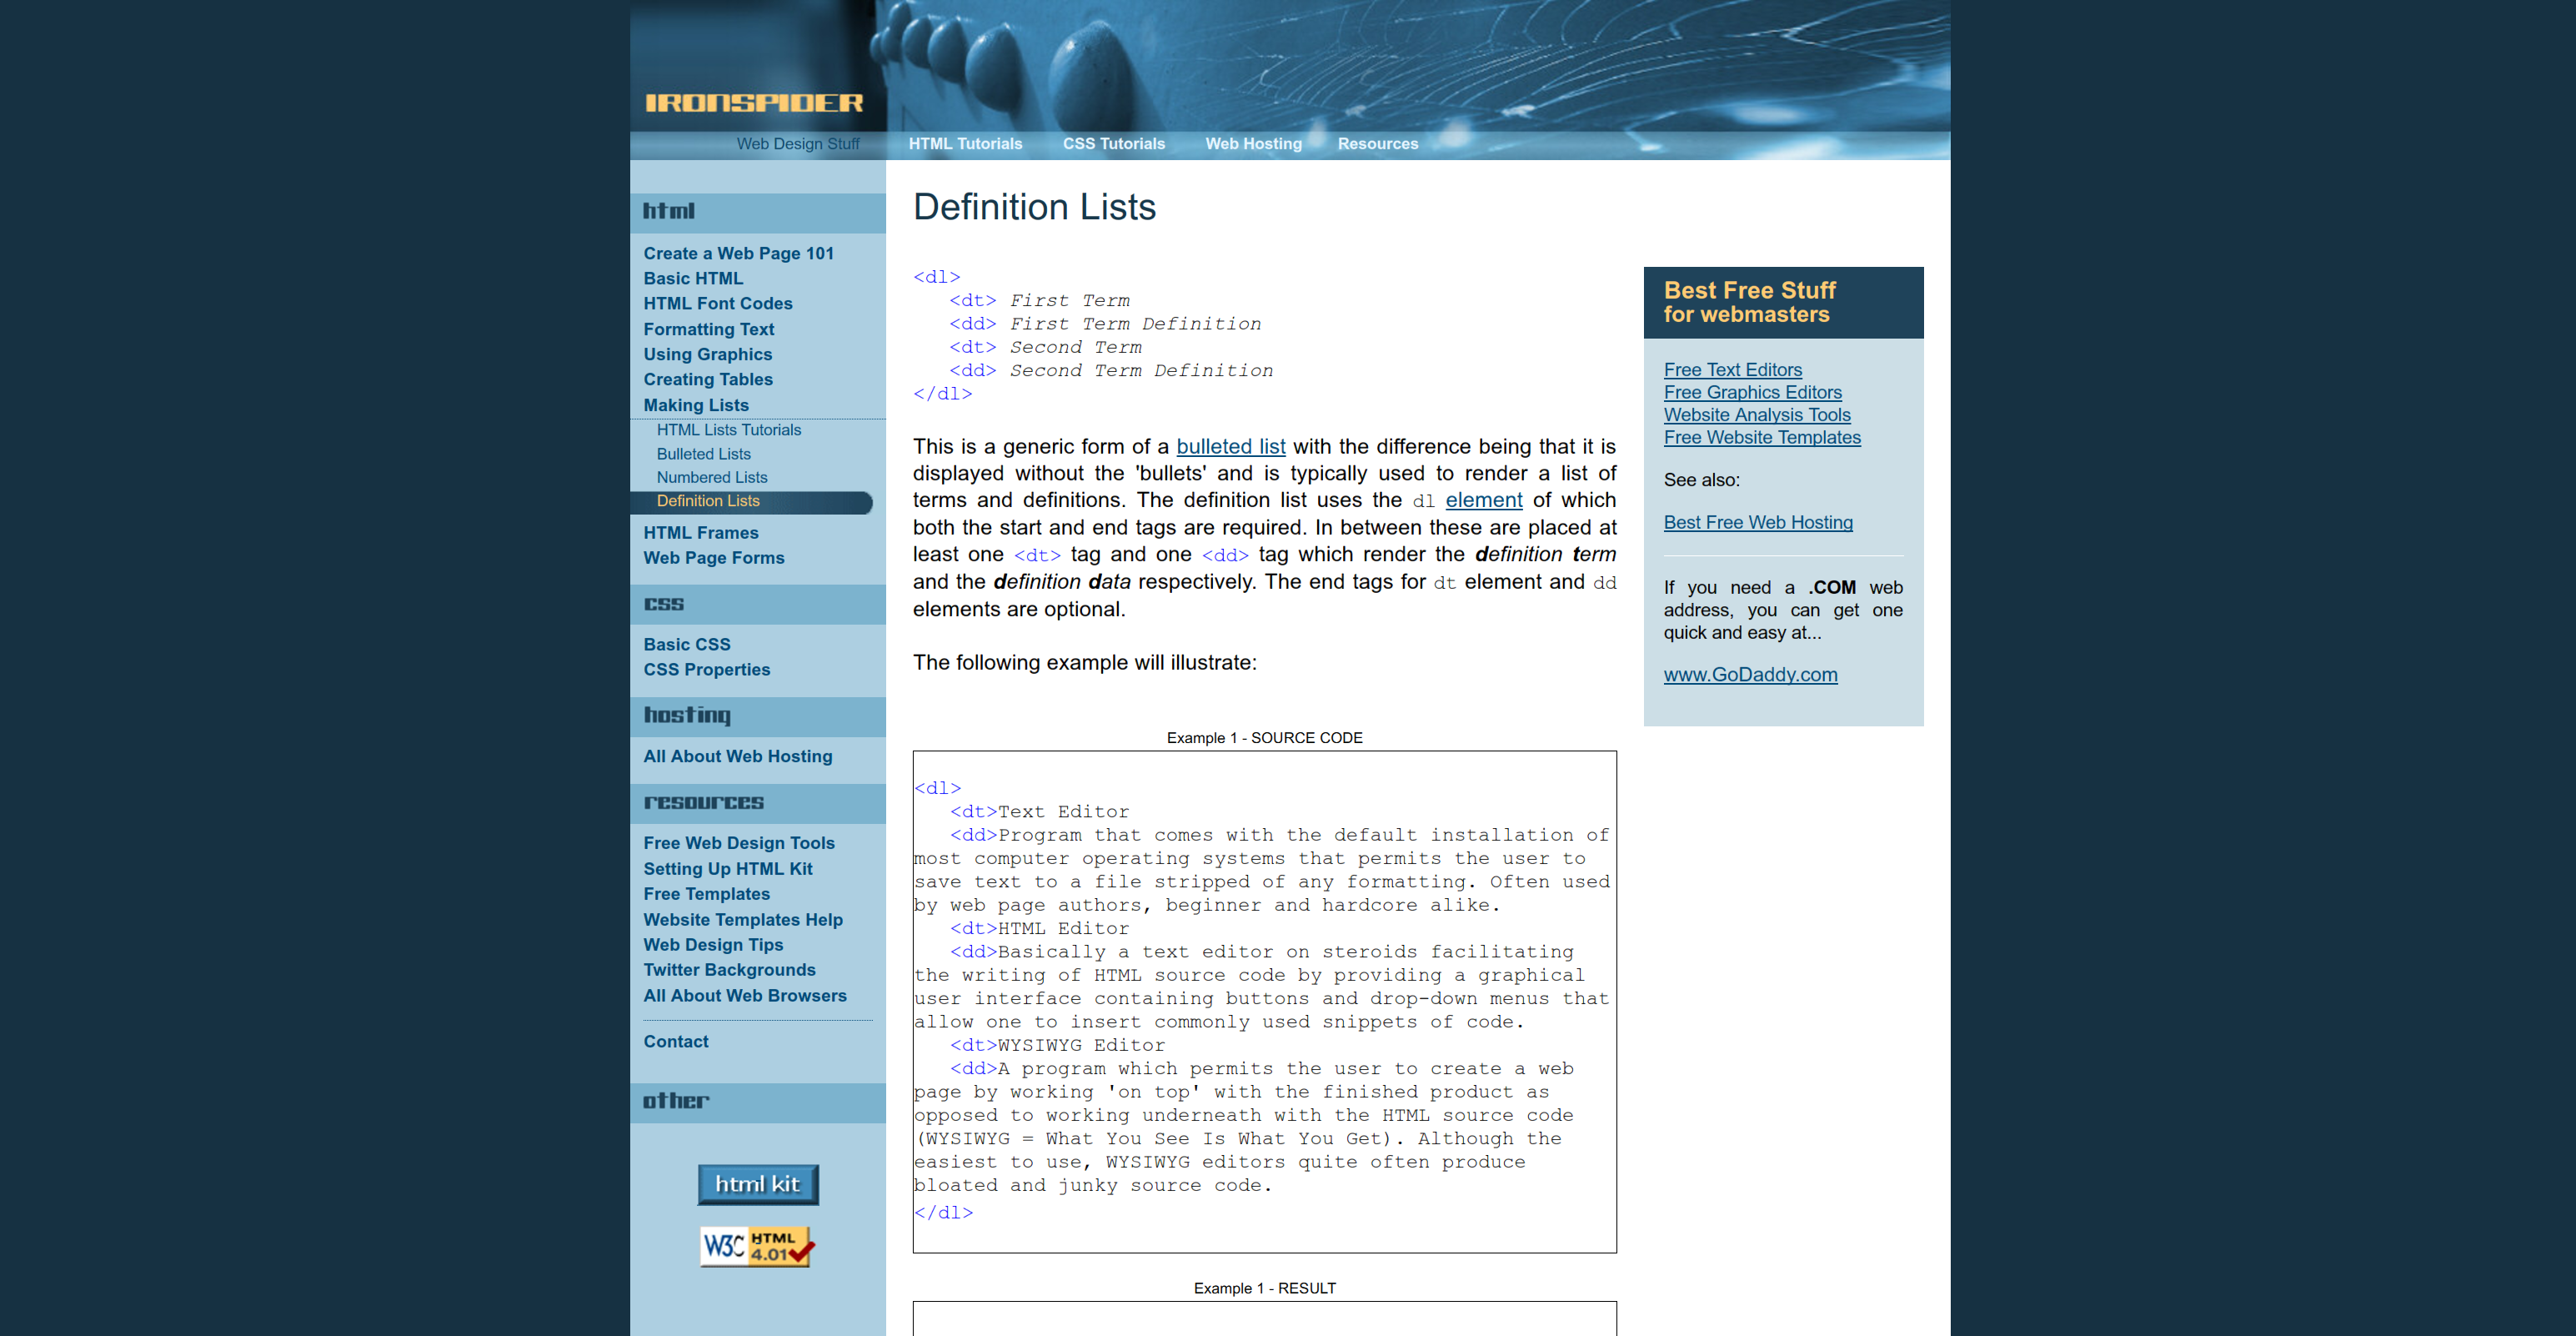 IRONSPIDER
Web Design Stuff
HTML Tutorials
CSS Tutorials
Web Hosting
Resources
html
Create a Web Page 101
Basic HTML
HTML Font Codes
Formatting Text
Using Graphics
Creating Tables
Making Lists
HTML Lists Tutorials
Bulleted Lists
Numbered Lists
Definition Lists
HTML Frames
Web Page Forms
css
Basic CSS
CSS Properties
hosting
All About Web Hosting
resources
Free Web Design Tools
Setting Up HTML Kit
Free Templates
Website Templates Help
Web Design Tips
Twitter Backgrounds
All About Web Browsers
Contact
other
html kit
W3C HTML 4.01
Definition Lists
<dl>
<dt> First Term
<dd> First Term Definition
<dt> Second Term
<dd> Second Term Definition
</dl>
This is a generic form of a bulleted list with the difference being that it is
displayed without the 'bullets' and is typically used to render a list of
terms and definitions. The definition list uses the dl element of which
both the start and end tags are required. In between these are placed at
least one <dt> tag and one <dd> tag which render the definition term
and the definition data respectively. The end tags for dt element and dd
elements are optional.
The following example will illustrate:
Example 1 - SOURCE CODE
<dl>
<dt>Text Editor
<dd>Program that comes with the default installation of
most computer operating systems that permits the user to
save text to a file stripped of any formatting. Often used
by web page authors, beginner and hardcore alike.
<dt>HTML Editor
<dd>Basically a text editor on steroids facilitating
the writing of HTML source code by providing a graphical
user interface containing buttons and drop-down menus that
allow one to insert commonly used snippets of code.
<dt>WYSIWYG Editor
<dd>A program which permits the user to create a web
page by working 'on top' with the finished product as
opposed to working underneath with the HTML source code
(WYSIWYG = What You See Is What You Get). Although the
easiest to use, WYSIWYG editors quite often produce
bloated and junky source code.
</dl>
Example 1 - RESULT
Best Free Stuff
for webmasters
Free Text Editors
Free Graphics Editors
Website Analysis Tools
Free Website Templates
See also:
Best Free Web Hosting
If you need a .COM web
address, you can get one
quick and easy at...
www.GoDaddy.com